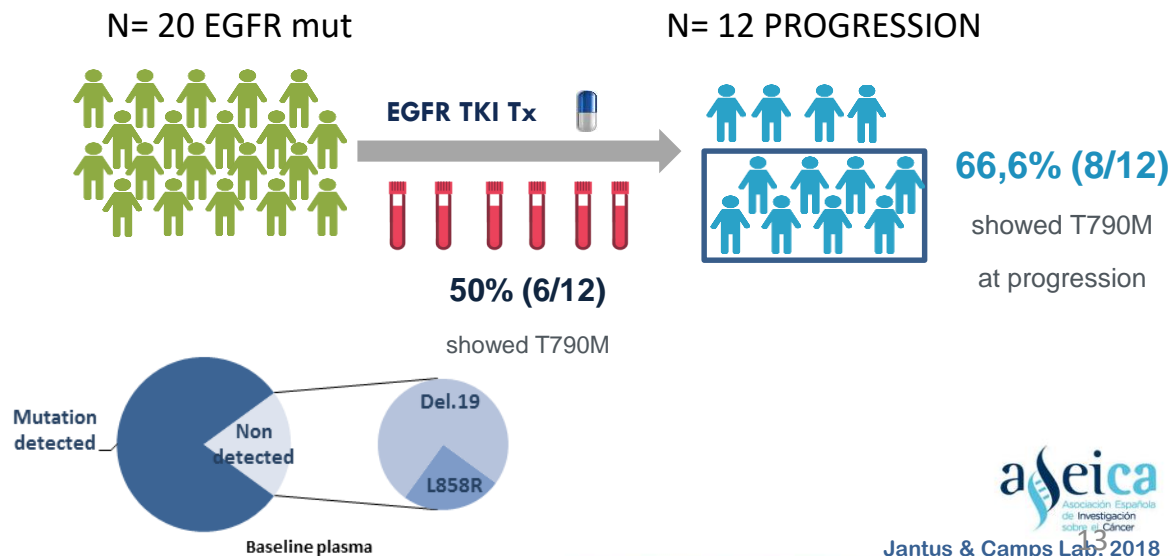 N= 20 EGFR mut
N= 12 PROGRESSION
EGFR TKI Tx
66,6% (8/12)
showed T790M
at progression
50% (6/12)
showed T790M
Mutation
detected
Non
detected
Del.19
L858R
Baseline plasma
aseica
Asociación Española
de Investigación
sobre el Cáncer
13
Jantus & Camps Lab 2018